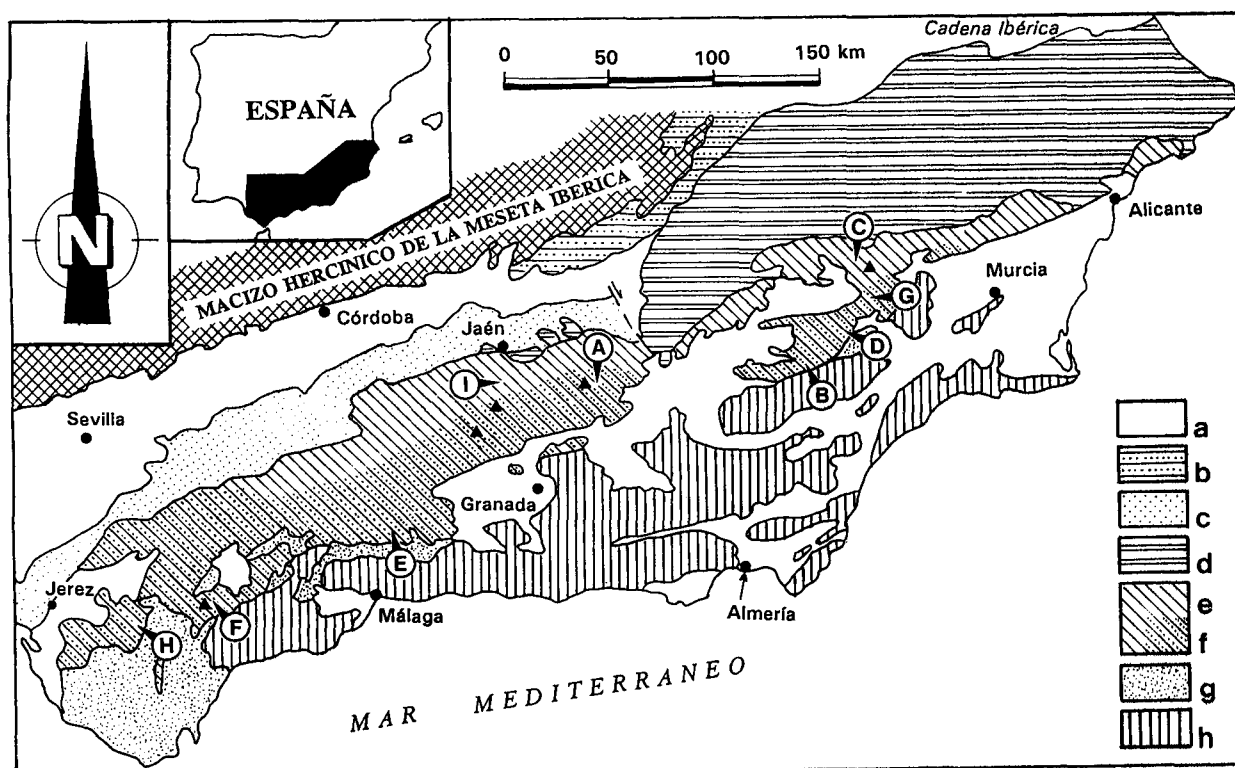 Cadena Ibérica
0 50 100 150 km
ESPAÑA
N
MACIZO HERCINICO DE LA MESETA IBERICA
Alicante
C
Murcia
G
Córdoba
Jaén
A
D
I
B
Sevilla
a
b
Granada
c
E
d
Jerez
Málaga
Almería
e
F
H
f
g
MAR MEDITERRANEO
h